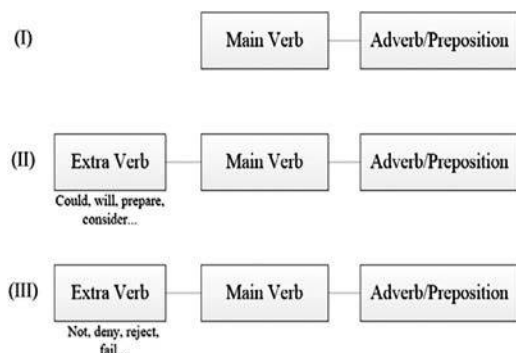 (I) Main Verb Adverb/Preposition
(II) Extra Verb Main Verb Adverb/Preposition
Could, will, prepare,
consider...
(III) Extra Verb Main Verb Adverb/Preposition
Not, deny, reject,
fail....